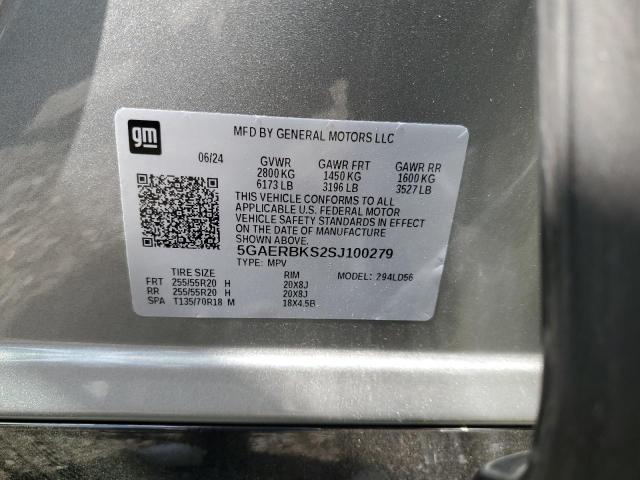 gm
MFD BY GENERAL MOTORS LLC
06/24 GVWR GAWR FRT GAWR RR
2800 KG 1450 KG 1600 KG
6173 LB 3196 LB 3527 LB
THIS VEHICLE CONFORMS TO ALL
APPLICABLE U.S. FEDERAL MOTOR
VEHICLE SAFETY STANDARDS IN EFFECT
ON THE DATE OF MANUFACTURE
SHOWN ABOVE.
5GAERBKS2SJ100279
TYPE: MPV
TIRE SIZE RIM MODEL: 294LD56
FRT 255/55R20 H 20X8J
RR 255/55R20 H 20X8J
SPA T135/70R18 M 18X4.5B